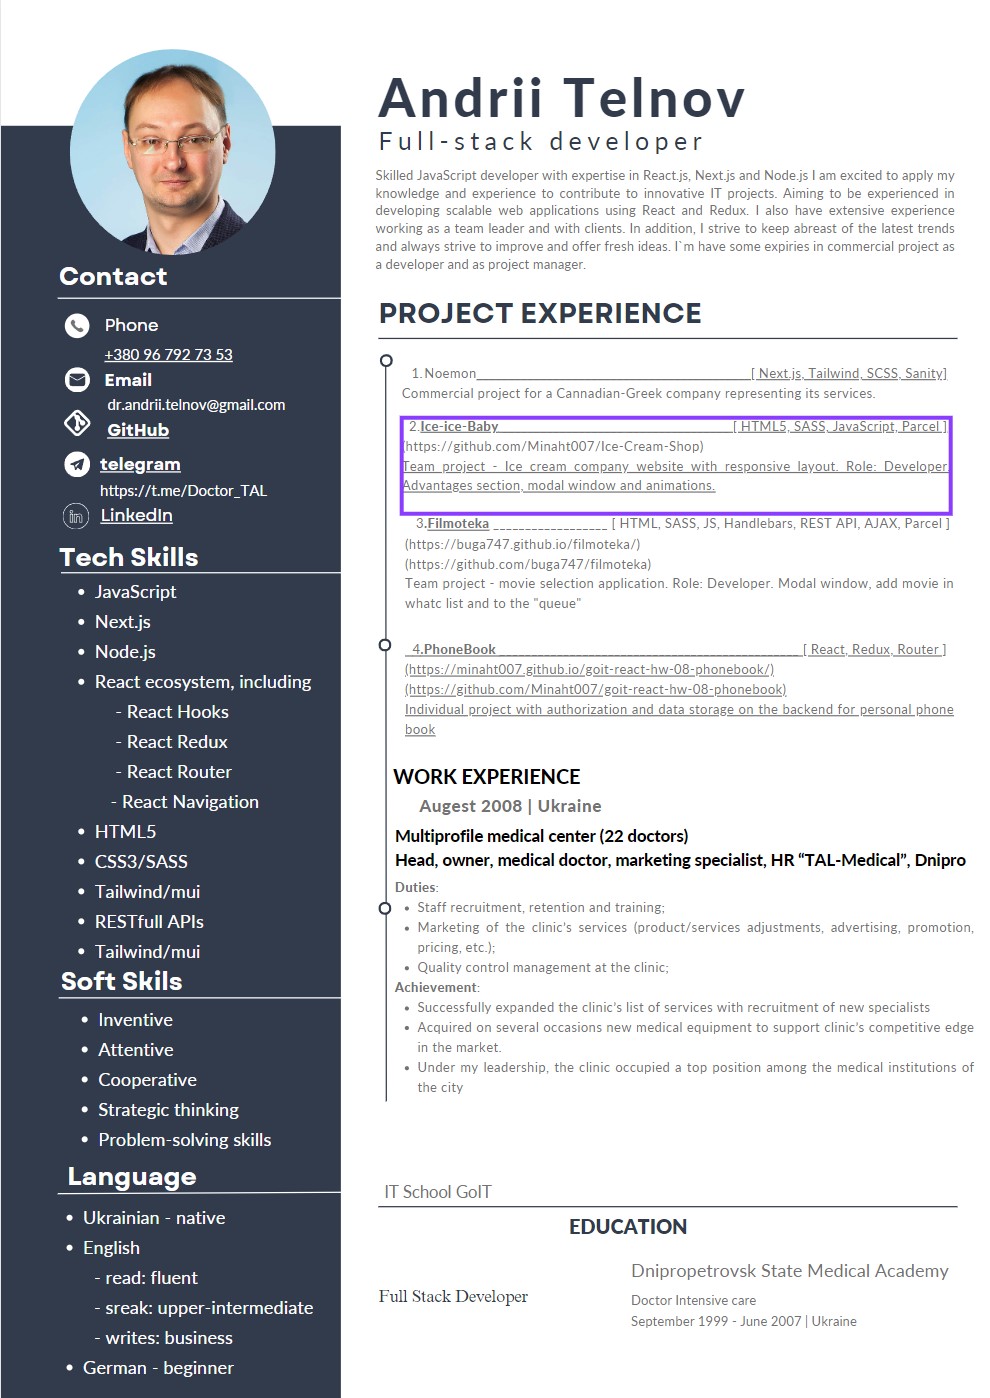 Andrii Telnov
Full-stack developer
Skilled JavaScript developer with expertise in React.js, Next.js and Node.js I am excited to apply my
knowledge and experience to contribute to innovative IT projects. Aiming to be experienced in
developing scalable web applications using React and Redux. I also have extensive experience
working as a team leader and with clients. In addition, I strive to keep abreast of the latest trends
and always strive to improve and offer fresh ideas. I`m have some expiries in commercial project as
a developer and as project manager.
Contact
Phone
+380 96 792 73 53
Email
dr.andrii.telnov@gmail.com
GitHub
telegram
https://t.me/Doctor_TAL
in
LinkedIn
Tech Skills
• JavaScript
• Next.js
• Node.js
• React ecosystem, including
- React Hooks
- React Redux
- React Router
- React Navigation
• HTML5
• CSS3/SASS
• Tailwind/mui
• RESTfull APIs
• Tailwind/mui
Soft Skils
• Inventive
• Attentive
• Cooperative
• Strategic thinking
• Problem-solving skills
Language
• Ukrainian - native
• English
- read: fluent
- sreak: upper-intermediate
- writes: business
• German - beginner
PROJECT EXPERIENCE
1. Noemon____________________________________[ Next.js, Tailwind, SCSS, Sanity]
Commercial project for a Cannadian-Greek company representing its services.
2.Ice-ice-Baby______________________________[ HTML5, SASS, JavaScript, Parcel ]
(https://github.com/Minaht007/Ice-Cream-Shop)
Team project - Ice cream company website with responsive layout. Role: Developer.
Advantages section, modal window and animations.
3.Filmoteka ________________ [ HTML, SASS, JS, Handlebars, REST API, AJAX, Parcel ]
(https://buga747.github.io/filmoteka/)
(https://github.com/buga747/filmoteka)
Team project - movie selection application. Role: Developer. Modal window, add movie in
whatc list and to the "queue"
4.PhoneBook ___________________________________________ [ React, Redux, Router ]
(https://minaht007.github.io/goit-react-hw-08-phonebook/)
(https://github.com/Minaht007/goit-react-hw-08-phonebook)
Individual project with authorization and data storage on the backend for personal phone
book
WORK EXPERIENCE
Augest 2008 | Ukraine
Multiprofile medical center (22 doctors)
Head, owner, medical doctor, marketing specialist, HR “TAL-Medical”, Dnipro
Duties:
• Staff recruitment, retention and training;
• Marketing of the clinic's services (product/services adjustments, advertising, promotion,
pricing, etc.);
• Quality control management at the clinic;
Achievement:
• Successfully expanded the clinic's list of services with recruitment of new specialists
• Acquired on several occasions new medical equipment to support clinic's competitive edge
in the market.
• Under my leadership, the clinic occupied a top position among the medical institutions of
the city
IT School GoIT
EDUCATION
Full Stack Developer
Dnipropetrovsk State Medical Academy
Doctor Intensive care
September 1999 - June 2007 | Ukraine